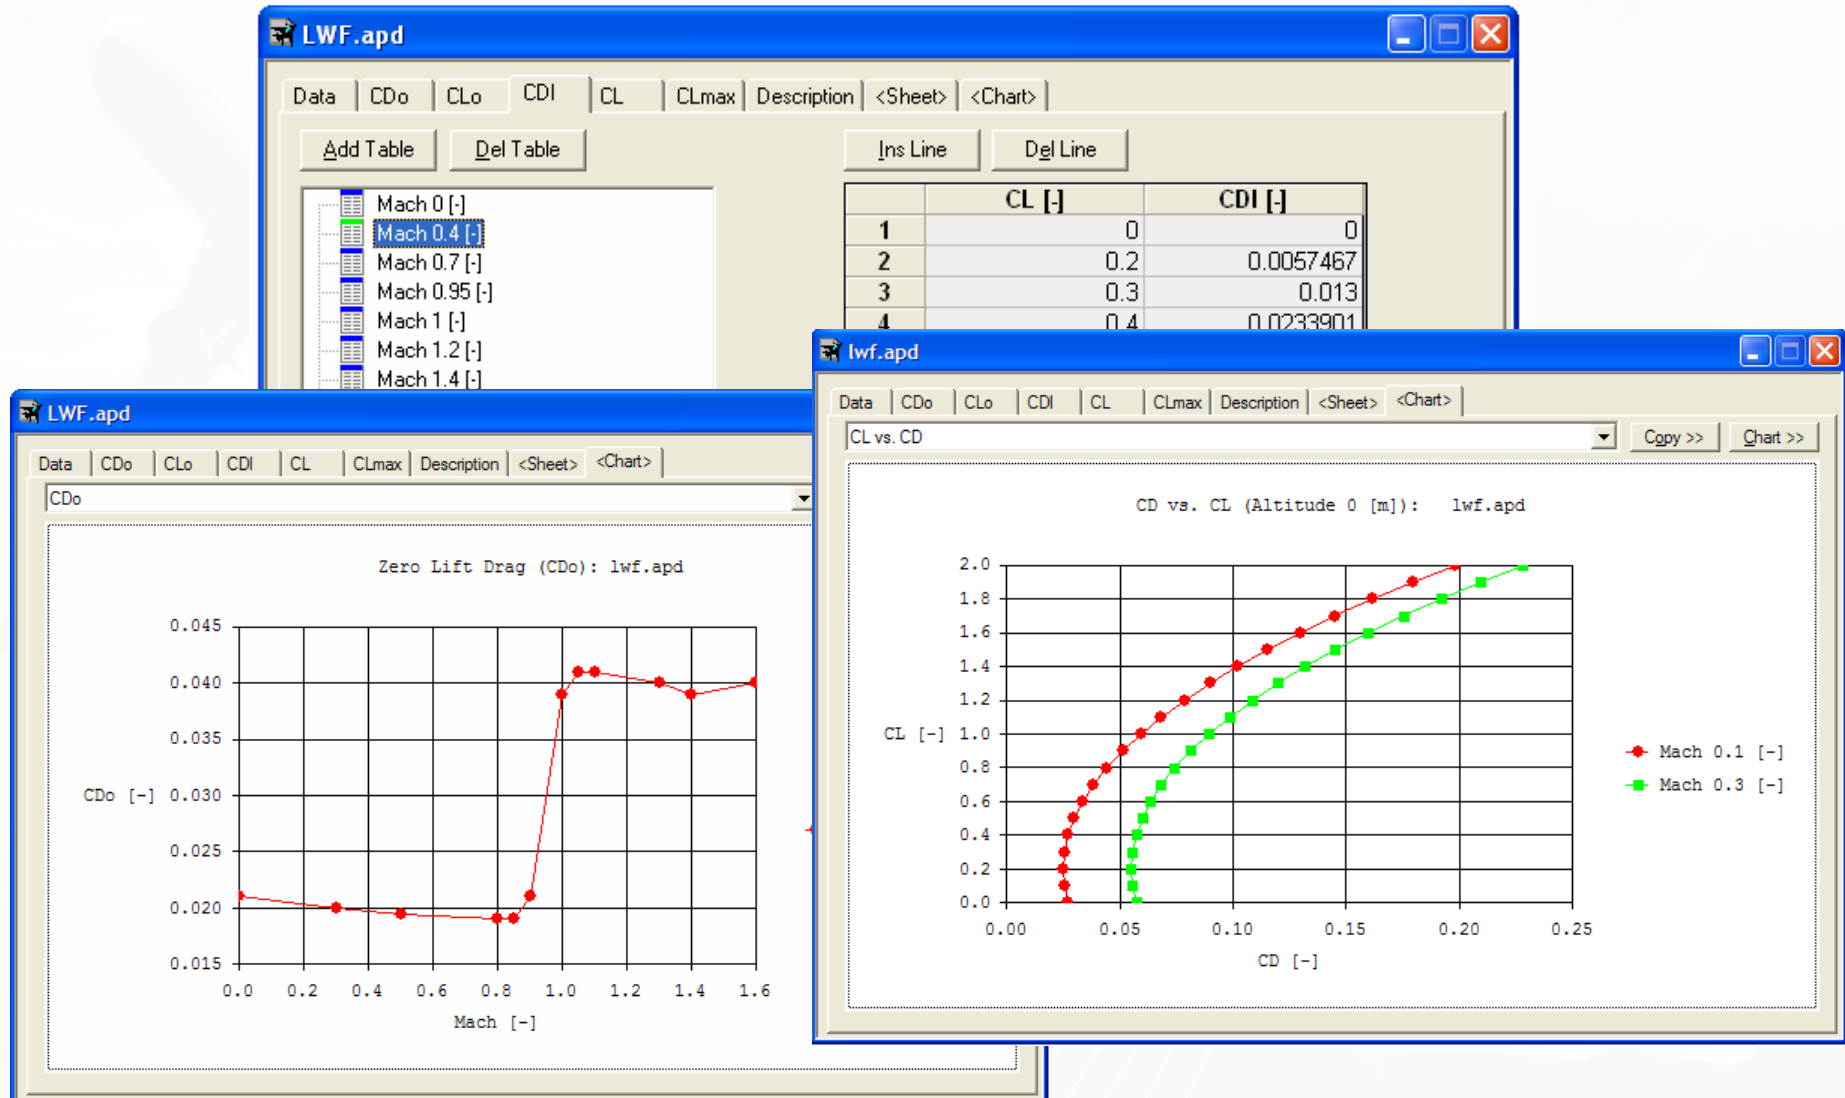 LWF.apd
Data CDo CLo CDI CL CLmax Description <Sheet> <Chart>
Add Table Del Table Ins Line Del Line
Mach 0 [-]
Mach 0.4 [-]
Mach 0.7 [-]
Mach 0.95 [-]
Mach 1 [-]
Mach 1.2 [-]
Mach 1.4 [-]
CL [-] CDI [-]
1 0 0
2 0.2 0.0057467
3 0.3 0.013
4 0.4 0.0233901
LWF.apd
Data CDo CLo CDI CL CLmax Description <Sheet> <Chart>
CDo
Zero Lift Drag (CDo): lwf.apd
0.045
0.040
0.035
CDo [-] 0.030
0.025
0.020
0.015
0.0 0.2 0.4 0.6 0.8 1.0 1.2 1.4 1.6
Mach [-]
lwf.apd
Data CDo CLo CDI CL CLmax Description <Sheet> <Chart>
CL vs. CD Copy >> Chart >>
CD vs. CL (Altitude 0 [m]): lwf.apd
2.0
1.8
1.6
1.4
1.2
CL [-] 1.0
0.8
0.6
0.4
0.2
0.0
0.00 0.05 0.10 0.15 0.20 0.25
CD [-]
Mach 0.1 [-]
Mach 0.3 [-]